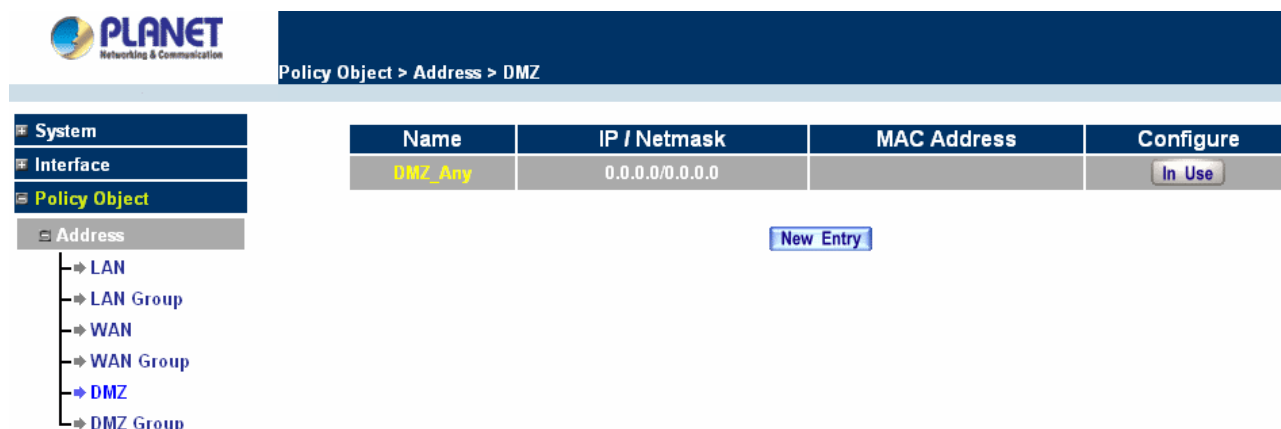 PLANET
Networking & Communication
Policy Object > Address > DMZ
System
Interface
Policy Object
Address
LAN
LAN Group
WAN
WAN Group
DMZ
DMZ Group
Name IP / Netmask MAC Address Configure
DMZ_Any 0.0.0.0/0.0.0.0 In Use
New Entry